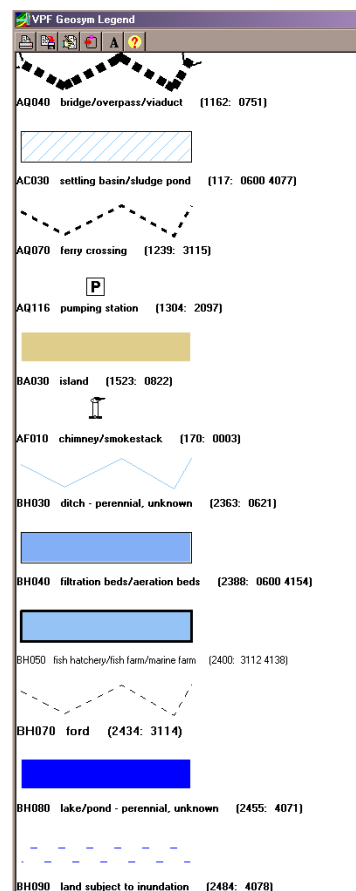 VPF Geosym Legend
A ?
AQ040 bridge/overpass/viaduct (1162: 0751)
AC030 settling basin/sludge pond (117: 0600 4077)
AQ070 ferry crossing (1239: 3115)
P
AQ116 pumping station (1304: 2097)
BA030 island (1523: 0822)
AF010 chimney/smokestack (170: 0003)
BH030 ditch - perennial, unknown (2363: 0621)
BH040 filtration beds/aeration beds (2388: 0600 4154)
BH050 fish hatchery/fish farm/marine farm (2400: 3112 4138)
BH070 ford (2434: 3114)
BH080 lake/pond - perennial, unknown (2455: 4071)
BH090 land subject to inundation (2484: 4078)